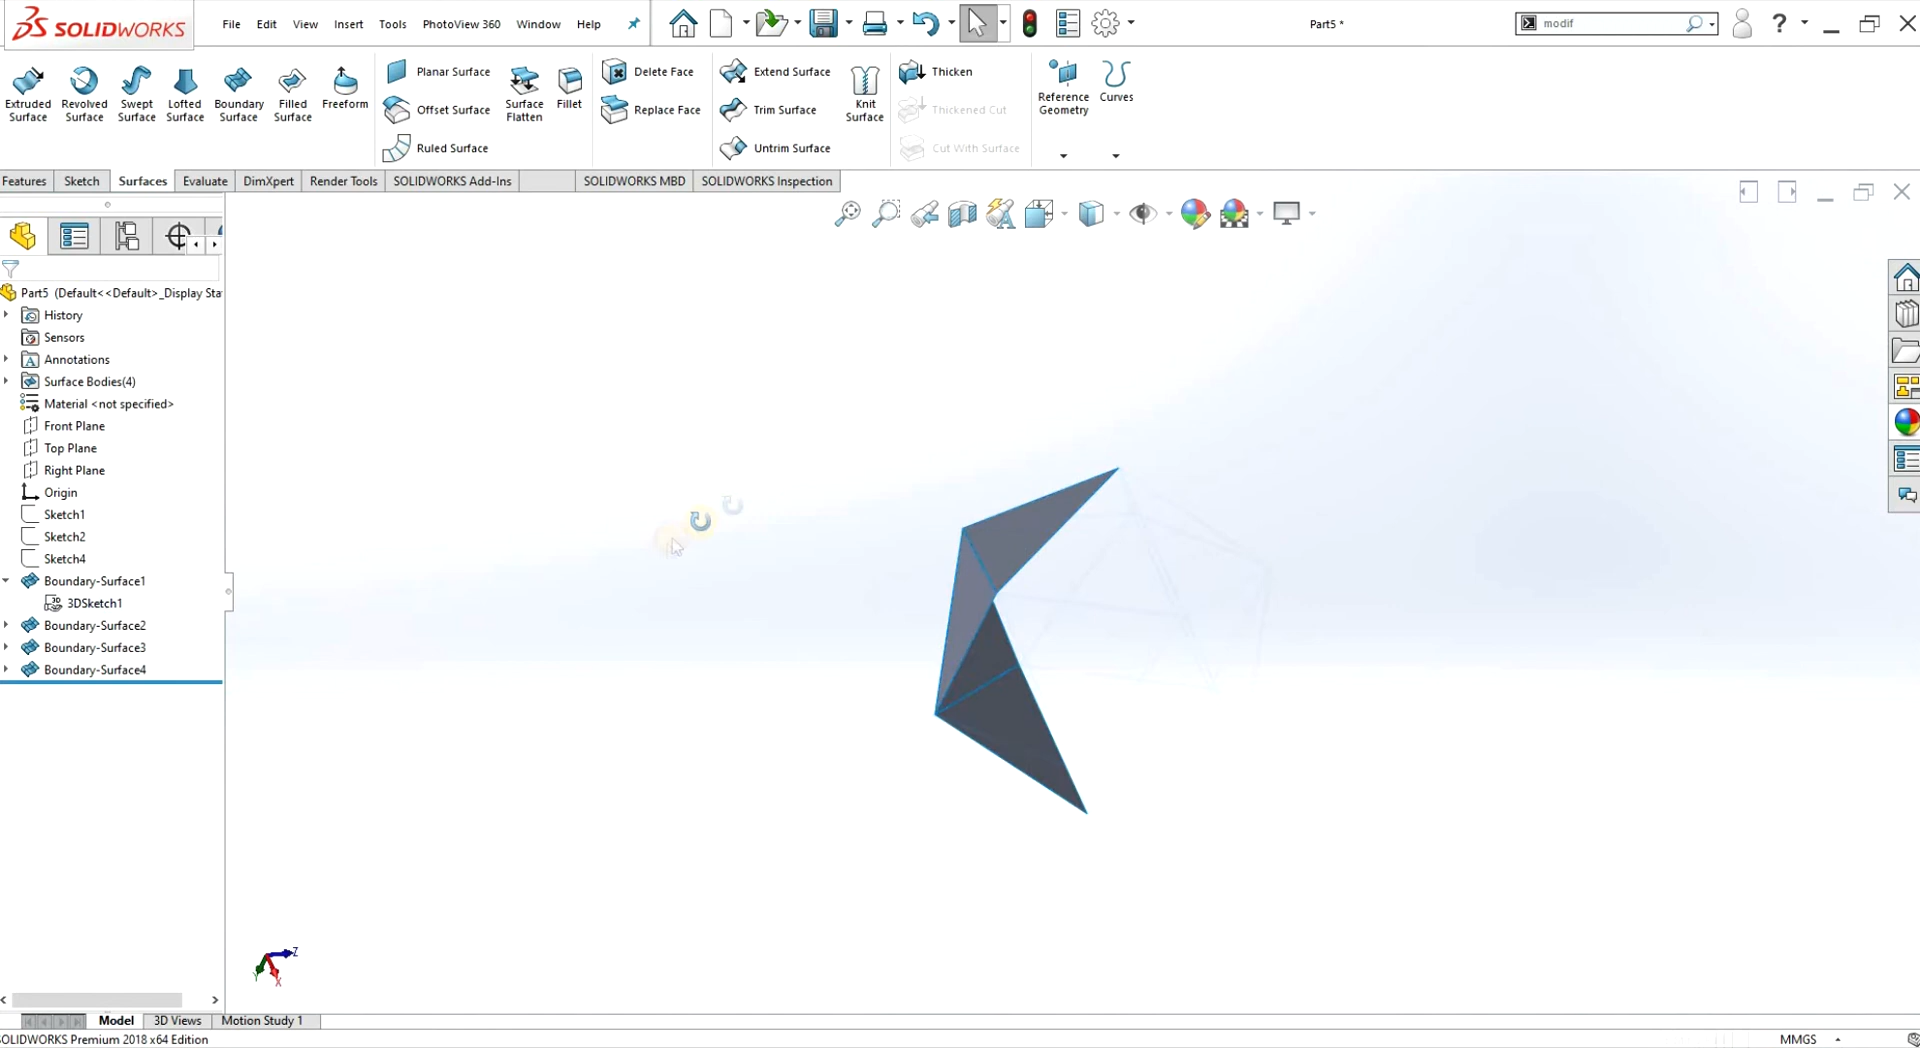 SOLIDWORKS
File Edit View Insert Tools PhotoView 360 Window Help
Part5 *
modif
?
Extruded Surface
Revolved Surface
Swept Surface
Lofted Surface
Boundary Surface
Filled Surface
Freeform
Planar Surface
Offset Surface
Ruled Surface
Surface Flatten
Fillet
Delete Face
Replace Face
Extend Surface
Trim Surface
Untrim Surface
Knit Surface
Thicken
Thickened Cut
Cut With Surface
Reference Geometry
Curves
Features Sketch Surfaces Evaluate DimXpert Render Tools SOLIDWORKS Add-Ins SOLIDWORKS MBD SOLIDWORKS Inspection
Part5 (Default<<Default>_Display Sta
History
Sensors
Annotations
Surface Bodies(4)
Material <not specified>
Front Plane
Top Plane
Right Plane
Origin
Sketch1
Sketch2
Sketch4
Boundary-Surface1
3DSketch1
Boundary-Surface2
Boundary-Surface3
Boundary-Surface4
Z
Y
X
Model 3D Views Motion Study 1
SOLIDWORKS Premium 2018 x64 Edition
MMGS